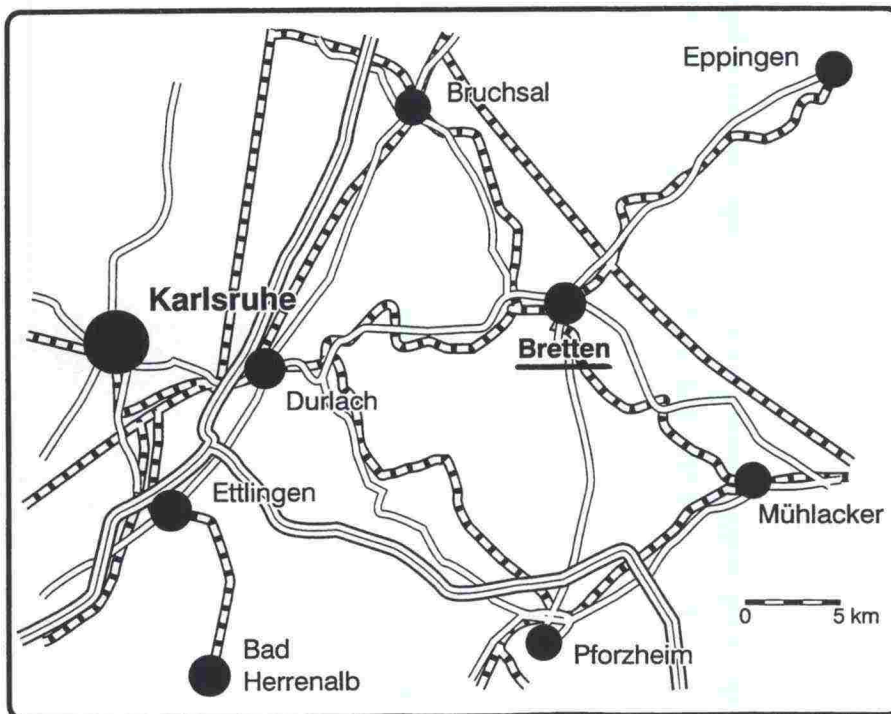 Eppingen
Bruchsal
Karlsruhe
Bretten
Durlach
Ettlingen
Mühlacker
0 5 km
Bad
Herrenalb
Pforzheim